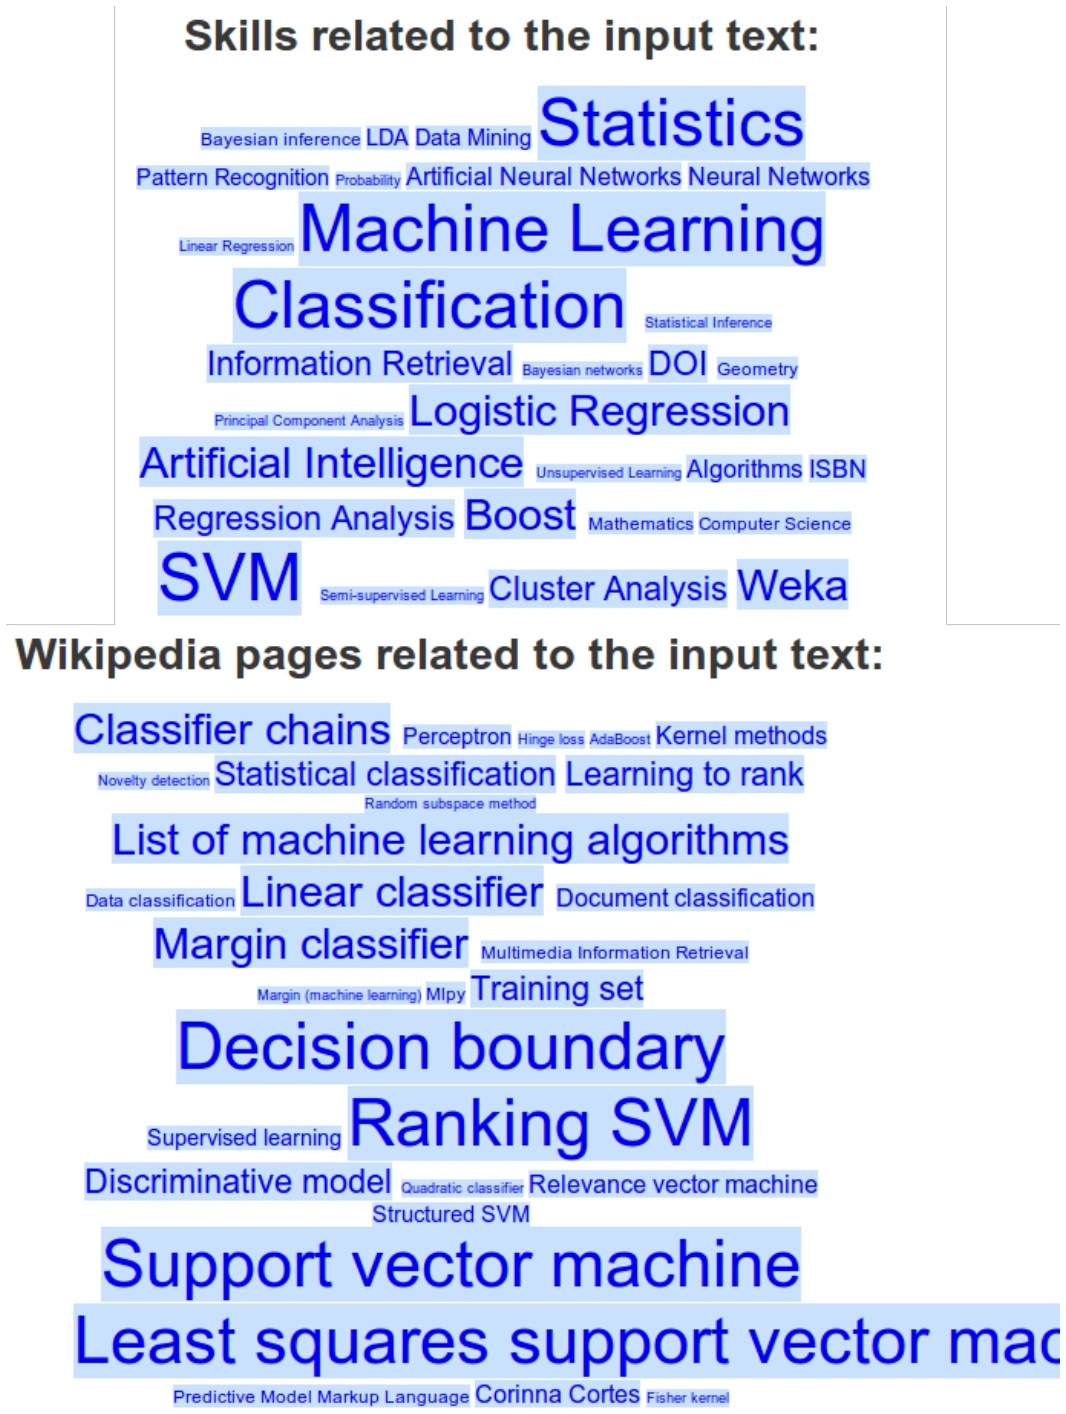 Skills related to the input text:
Bayesian inference LDA Data Mining Statistics
Pattern Recognition Probability Artificial Neural Networks Neural Networks
Linear Regression Machine Learning
Classification Statistical Inference
Information Retrieval Bayesian networks DOI Geometry
Principal Component Analysis Logistic Regression
Artificial Intelligence Unsupervised Learning Algorithms ISBN
Regression Analysis Boost Mathematics Computer Science
SVM Semi-supervised Learning Cluster Analysis Weka
Wikipedia pages related to the input text:
Classifier chains Perceptron Hinge loss AdaBoost Kernel methods
Novelty detection Statistical classification Learning to rank
Random subspace method
List of machine learning algorithms
Data classification Linear classifier Document classification
Margin classifier Multimedia Information Retrieval
Margin (machine learning) Mlpy Training set
Decision boundary
Supervised learning Ranking SVM
Discriminative model Quadratic classifier Relevance vector machine
Structured SVM
Support vector machine
Least squares support vector mac
Predictive Model Markup Language Corinna Cortes Fisher kernel